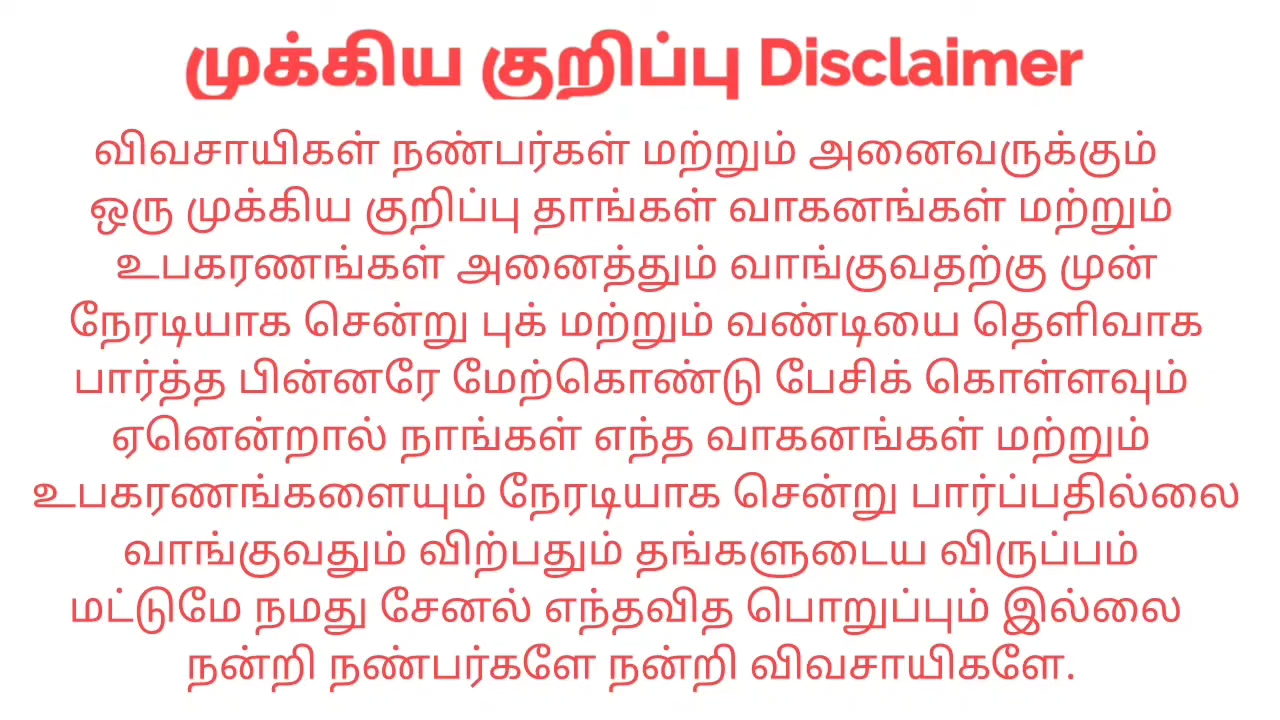 முக்கிய குறிப்பு Disclaimer
விவசாயிகள் நண்பர்கள் மற்றும் அனைவருக்கும்
ஒரு முக்கிய குறிப்பு தாங்கள் வாகனங்கள் மற்றும்
உபகரணங்கள் அனைத்தும் வாங்குவதற்கு முன்
நேரடியாக சென்று புக் மற்றும் வண்டியை தெளிவாக
பார்த்த பின்னரே மேற்கொண்டு பேசிக் கொள்ளவும்
ஏனென்றால் நாங்கள் எந்த வாகனங்கள் மற்றும்
உபகரணங்களையும் நேரடியாக சென்று பார்ப்பதில்லை
வாங்குவதும் விற்பதும் தங்களுடைய விருப்பம்
மட்டுமே நமது சேனல் எந்தவித பொறுப்பும் இல்லை
நன்றி நண்பர்களே நன்றி விவசாயிகளே.